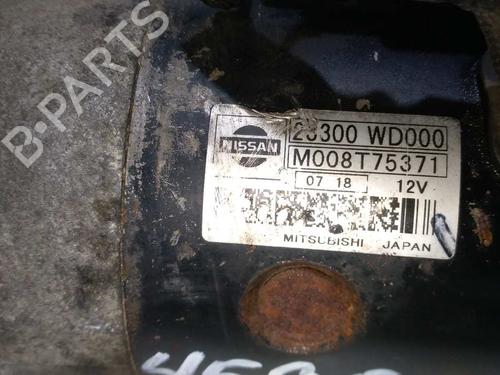 B-PARTS
NISSAN
23300 WD000
M008T75371
07 18 12V
MITSUBISHI JAPAN